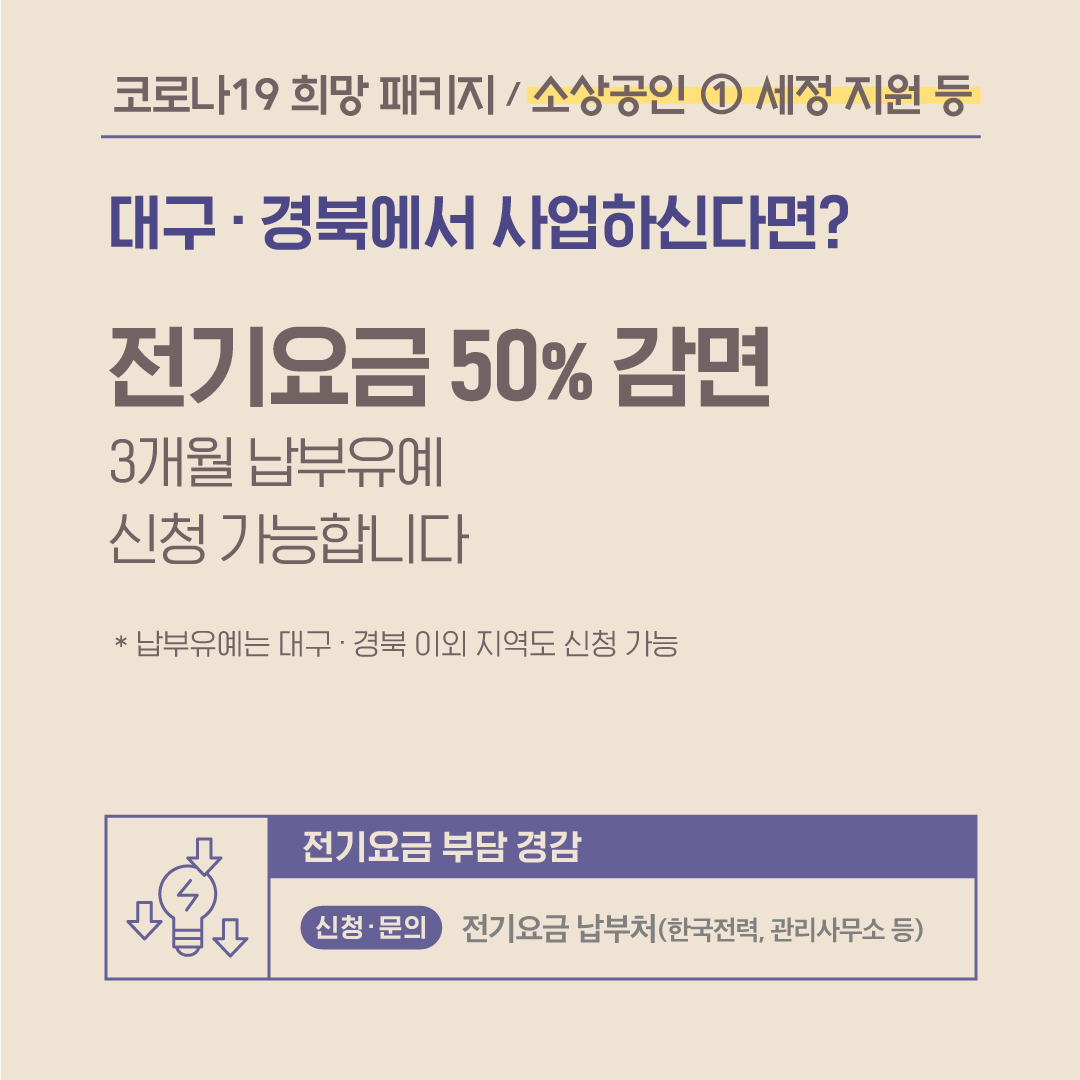 코로나19 희망 패키지 / 소상공인 ① 세정 지원 등
대구 · 경북에서 사업하신다면?
전기요금 50% 감면
3개월 납부유예
신청 가능합니다
* 납부유예는 대구 · 경북 이외 지역도 신청 가능
전기요금 부담 경감
신청·문의 전기요금 납부처(한국전력, 관리사무소 등)